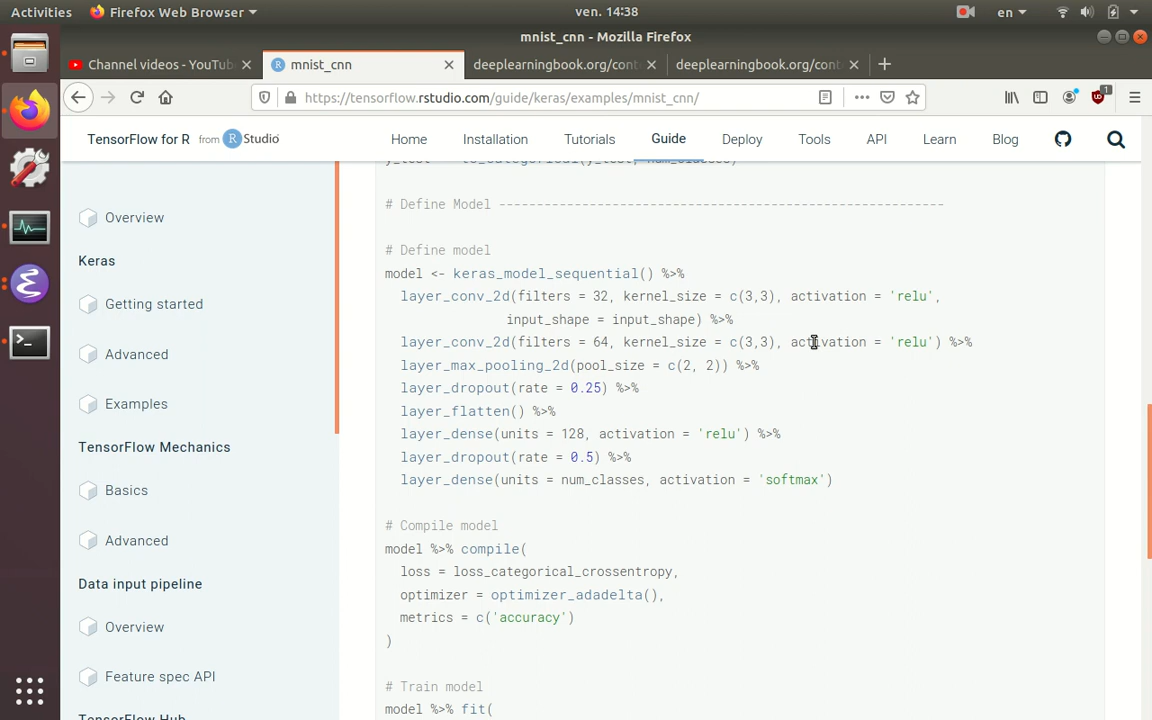 Activities
Firefox Web Browser
ven. 14:38
en
mnist_cnn - Mozilla Firefox
Channel videos - YouTu
mnist_cnn
deeplearningbook.org/cont
deeplearningbook.org/cont
https://tensorflow.rstudio.com/guide/keras/examples/mnist_cnn/
1
TensorFlow for R from R Studio
Home
Installation
Tutorials
Guide
Deploy
Tools
API
Learn
Blog
Overview
Keras
Getting started
Advanced
Examples
TensorFlow Mechanics
Basics
Advanced
Data input pipeline
Overview
Feature spec API
TensorFlow Hub
# Define Model -----------------------------------------------------------
# Define model
model <- keras_model_sequential() %>%
layer_conv_2d(filters = 32, kernel_size = c(3,3), activation = 'relu',
input_shape = input_shape) %>%
layer_conv_2d(filters = 64, kernel_size = c(3,3), activation = 'relu') %>%
layer_max_pooling_2d(pool_size = c(2, 2)) %>%
layer_dropout(rate = 0.25) %>%
layer_flatten() %>%
layer_dense(units = 128, activation = 'relu') %>%
layer_dropout(rate = 0.5) %>%
layer_dense(units = num_classes, activation = 'softmax')
# Compile model
model %>% compile(
loss = loss_categorical_crossentropy,
optimizer = optimizer_adadelta(),
metrics = c('accuracy')
)
# Train model
model %>% fit(